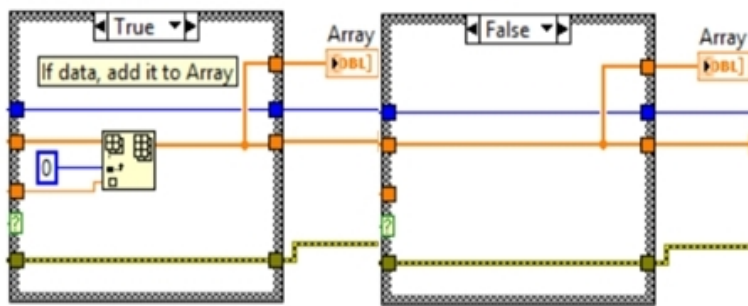 True
Array
DBL]
If data, add it to Array
0
?
False
Array
DBL]
?